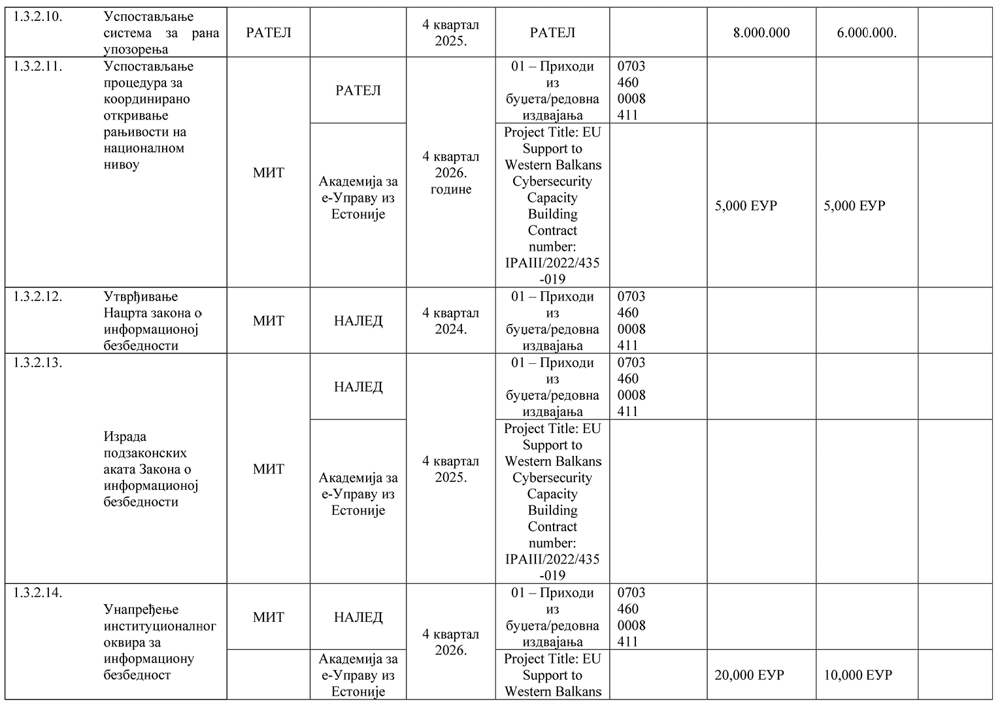 1.3.2.10.
Успостављање
система за рана
упозорења
РАТЕЛ
4 квартал
2025.
РАТЕЛ
8.000.000
6.000.000.
1.3.2.11.
Успостављање
процедура за
координирано
откривање
рањивости на
националном
нивоу
МИТ
РАТЕЛ
Академија за
е-Управу из
Естоније
4 квартал
2026.
године
01 – Приходи
из
буџета/редовна
издвајања
0703
460
0008
411
Project Title: EU
Support to
Western Balkans
Cybersecurity
Capacity
Building
Contract
number:
IPAIII/2022/435
-019
5,000 ЕУР
5,000 ЕУР
1.3.2.12.
Утврђивање
Нацрта закона о
информационој
безбедности
МИТ
НАЛЕД
4 квартал
2024.
01 – Приходи
из
буџета/редовна
издвајања
0703
460
0008
411
1.3.2.13.
Израда
подзаконских
аката Закона о
информационој
безбедности
МИТ
НАЛЕД
Академија за
е-Управу из
Естоније
4 квартал
2025.
01 – Приходи
из
буџета/редовна
издвајања
0703
460
0008
411
Project Title: EU
Support to
Western Balkans
Cybersecurity
Capacity
Building
Contract
number:
IPAIII/2022/435
-019
1.3.2.14.
Унапређење
институционалног
оквира за
информациону
безбедност
МИТ
НАЛЕД
Академија за
е-Управу из
Естоније
4 квартал
2026.
01 – Приходи
из
буџета/редовна
издвајања
0703
460
0008
411
Project Title: EU
Support to
Western Balkans
20,000 ЕУР
10,000 ЕУР